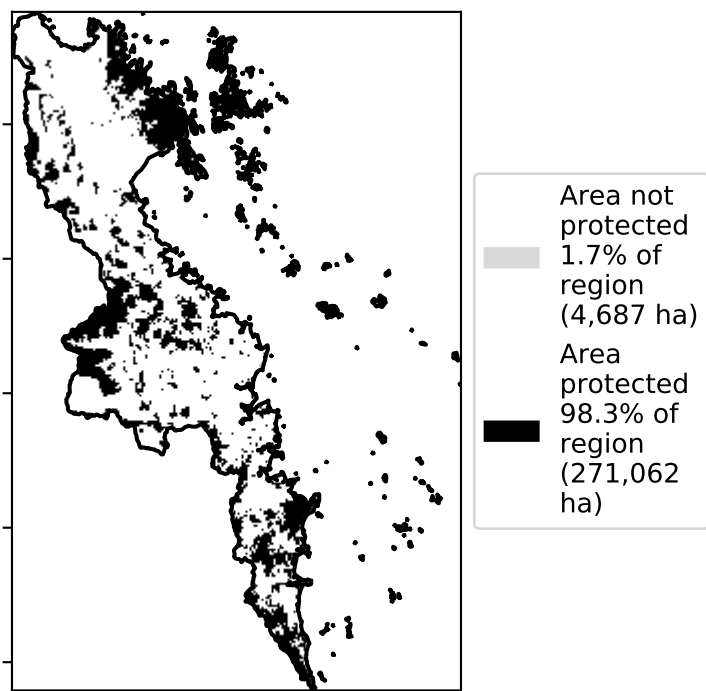 Area not
protected
1.7% of
region
(4,687 ha)
Area
protected
98.3% of
region
(271,062
ha)